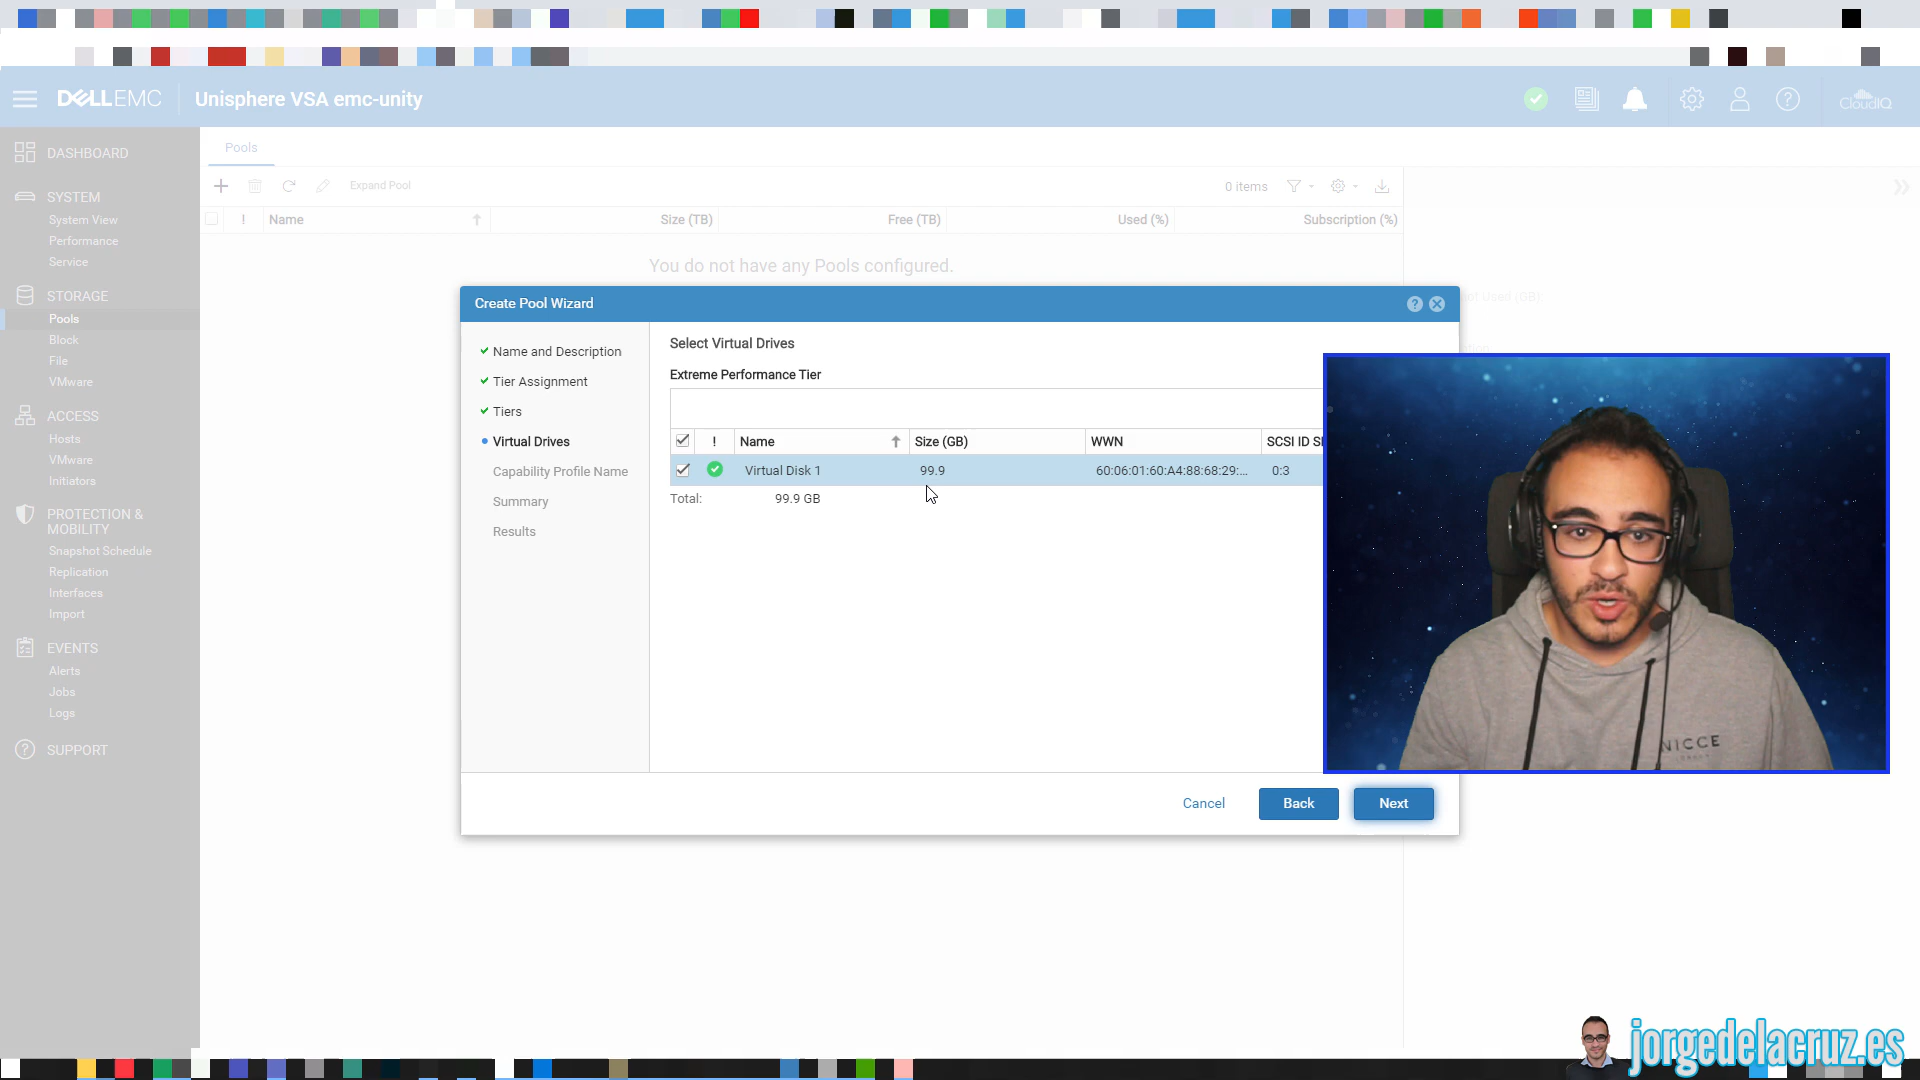 DELLEMC
Unisphere VSA emc-unity
CloudIQ
DASHBOARD
SYSTEM
System View
Performance
Service
STORAGE
Pools
Block
File
VMware
ACCESS
Hosts
VMware
Initiators
PROTECTION &
MOBILITY
Snapshot Schedule
Replication
Interfaces
Import
EVENTS
Alerts
Jobs
Logs
SUPPORT
Pools
Expand Pool
0 items
! Name Size (TB) Free (TB) Used (%) Subscription (%)
You do not have any Pools configured.
Used (GB)
Create Pool Wizard
Name and Description
Tier Assignment
Tiers
Virtual Drives
Capability Profile Name
Summary
Results
Select Virtual Drives
Extreme Performance Tier
! Name Size (GB) WWN SCSI ID
Virtual Disk 1 99.9 60:06:01:60:A4:88:68:29:... 0:3
Total: 99.9 GB
Cancel Back Next
NICCE
jorgedelacruz.es